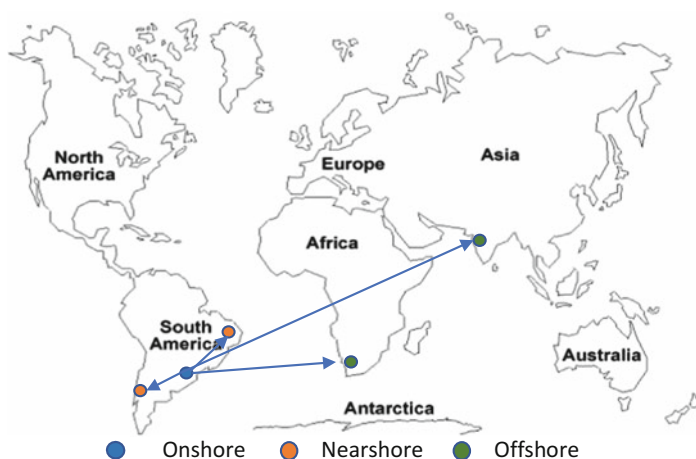 North
America
Europe
Asia
Africa
South
America
Australia
Antarctica
Onshore Nearshore Offshore